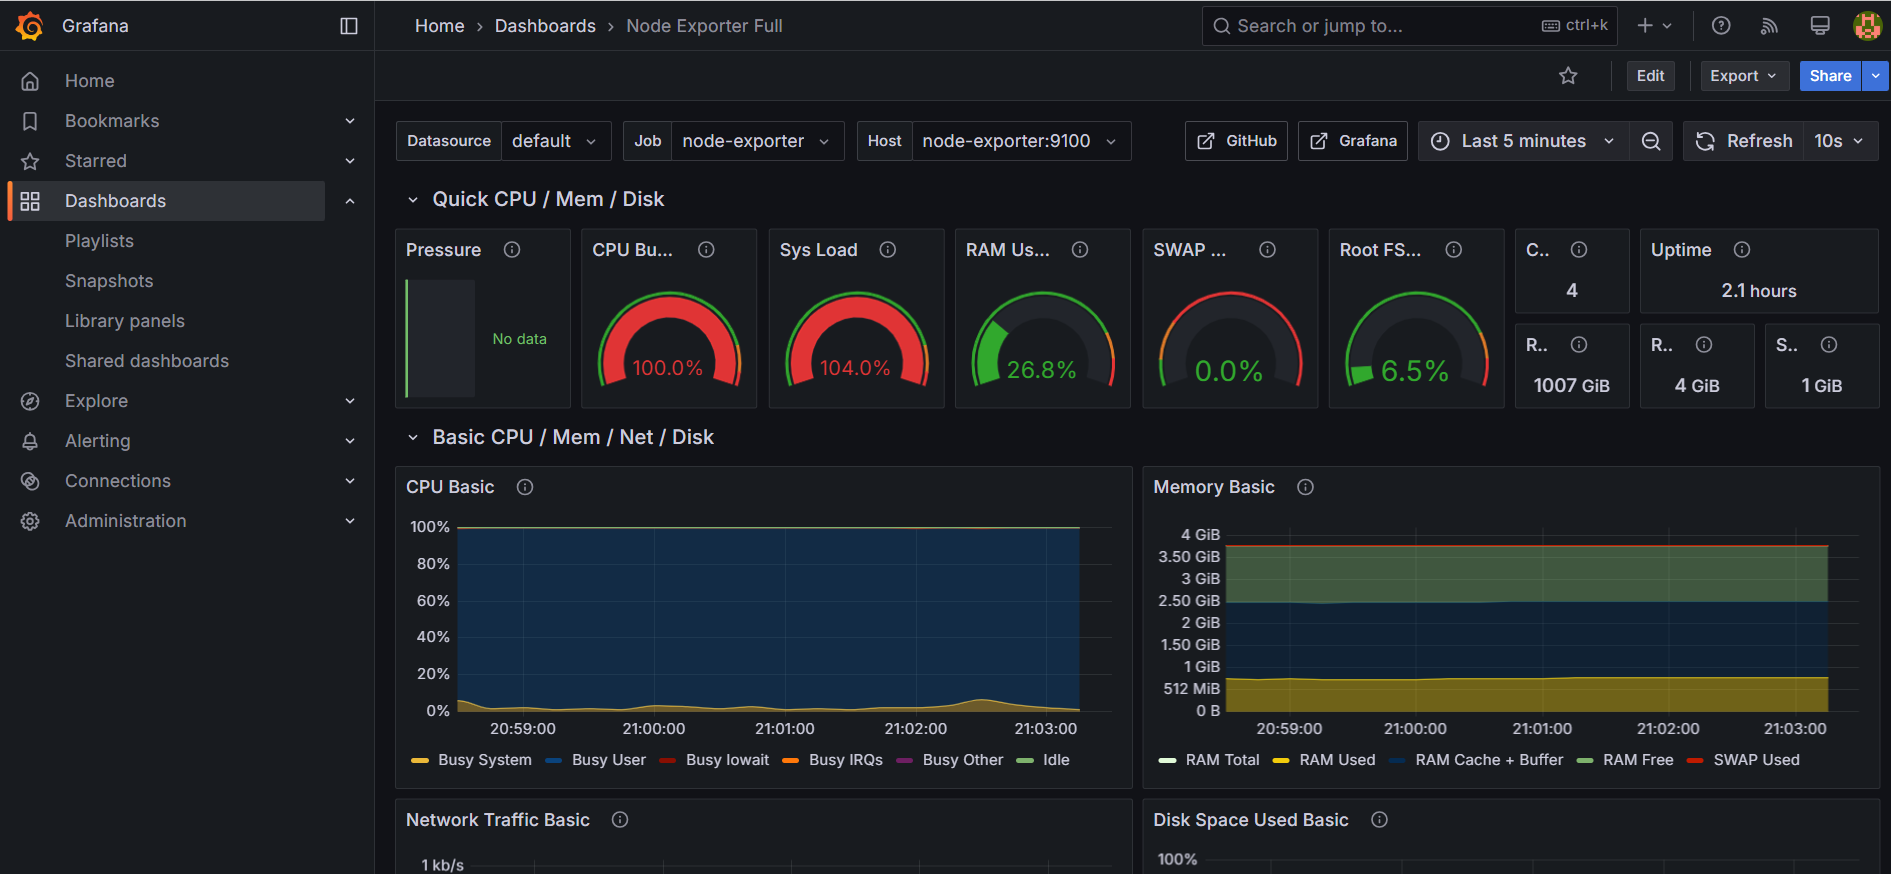 Grafana
Home › Dashboards › Node Exporter Full
Search or jump to... ctrl+k
Edit Export Share
Home
Bookmarks
Starred
Dashboards
Playlists
Snapshots
Library panels
Shared dashboards
Explore
Alerting
Connections
Administration
Datasource default Job node-exporter Host node-exporter:9100 GitHub Grafana Last 5 minutes Refresh 10s
Quick CPU / Mem / Disk
Pressure
No data
CPU Bu...
100.0%
Sys Load
104.0%
RAM Us...
26.8%
SWAP ...
0.0%
Root FS...
6.5%
C..
4
Uptime
2.1 hours
R..
1007 GiB
R..
4 GiB
S..
1 GiB
Basic CPU / Mem / Net / Disk
CPU Basic
100%
80%
60%
40%
20%
0%
20:59:00 21:00:00 21:01:00 21:02:00 21:03:00
Busy System Busy User Busy Iowait Busy IRQs Busy Other Idle
Memory Basic
4 GiB
3.50 GiB
3 GiB
2.50 GiB
2 GiB
1.50 GiB
1 GiB
512 MiB
0 B
20:59:00 21:00:00 21:01:00 21:02:00 21:03:00
RAM Total RAM Used RAM Cache + Buffer RAM Free SWAP Used
Network Traffic Basic
1 kb/s
Disk Space Used Basic
100%